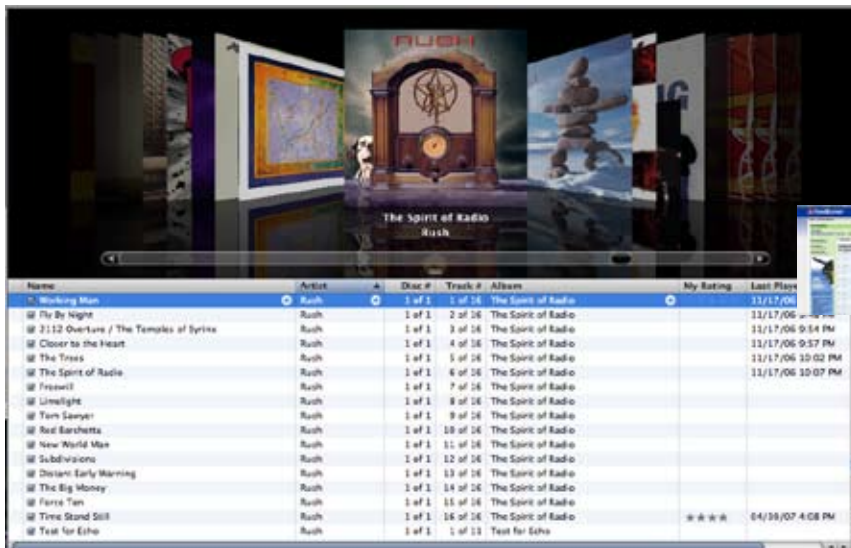 RUSH
The Spirit of Radio
Rush
Name Artist Disc # Track # Album My Rating Last Playe
Working Man Rush 1 of 1 1 of 16 The Spirit of Radio 11/17/06
Fly By Night Rush 1 of 1 2 of 16 The Spirit of Radio
2112 Overture / The Temples of Syrinx Rush 1 of 1 3 of 16 The Spirit of Radio 11/17/06 9:54 PM
Closer to the Heart Rush 1 of 1 4 of 16 The Spirit of Radio 11/17/06 9:57 PM
The Trees Rush 1 of 1 5 of 16 The Spirit of Radio 11/17/06 10:02 PM
The Spirit of Radio Rush 1 of 1 6 of 16 The Spirit of Radio 11/17/06 10:07 PM
Freewill Rush 1 of 1 7 of 16 The Spirit of Radio
Limelight Rush 1 of 1 8 of 16 The Spirit of Radio
Tom Sawyer Rush 1 of 1 9 of 16 The Spirit of Radio
Red Barchetta Rush 1 of 1 10 of 16 The Spirit of Radio
New World Man Rush 1 of 1 11 of 16 The Spirit of Radio
Subdivisions Rush 1 of 1 12 of 16 The Spirit of Radio
Distant Early Warning Rush 1 of 1 13 of 16 The Spirit of Radio
The Big Money Rush 1 of 1 14 of 16 The Spirit of Radio
Force Ten Rush 1 of 1 15 of 16 The Spirit of Radio
Time Stand Still Rush 1 of 1 16 of 16 The Spirit of Radio ★★★★ 04/30/07 4:08 PM
Test for Echo Rush 1 of 1 1 of 11 Test for Echo